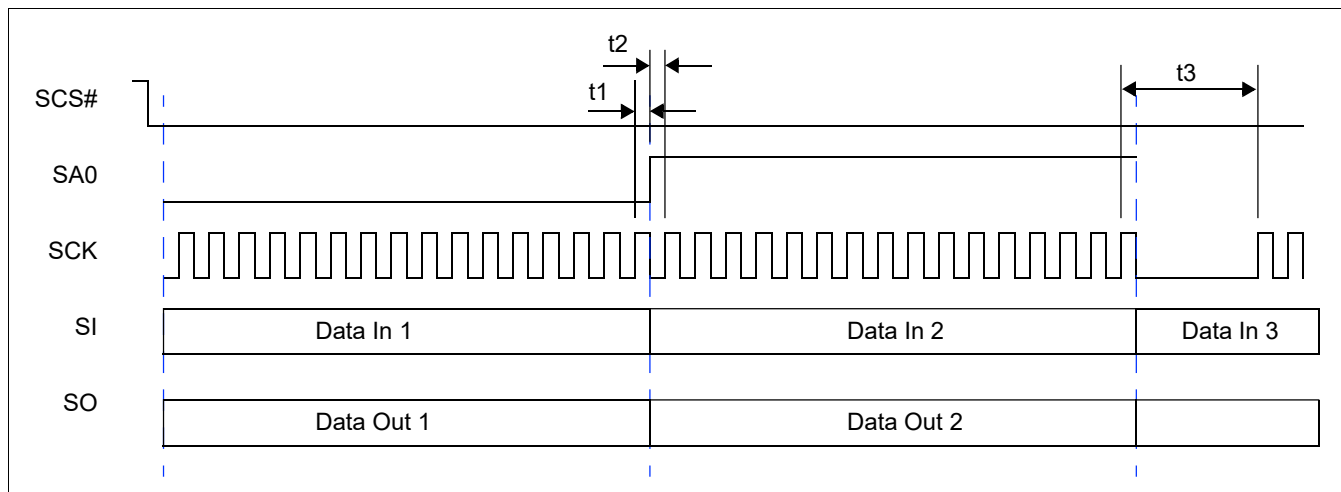 t2
t1
t3
SCS#
SA0
SCK
SI
Data In 1
Data In 2
Data In 3
SO
Data Out 1
Data Out 2